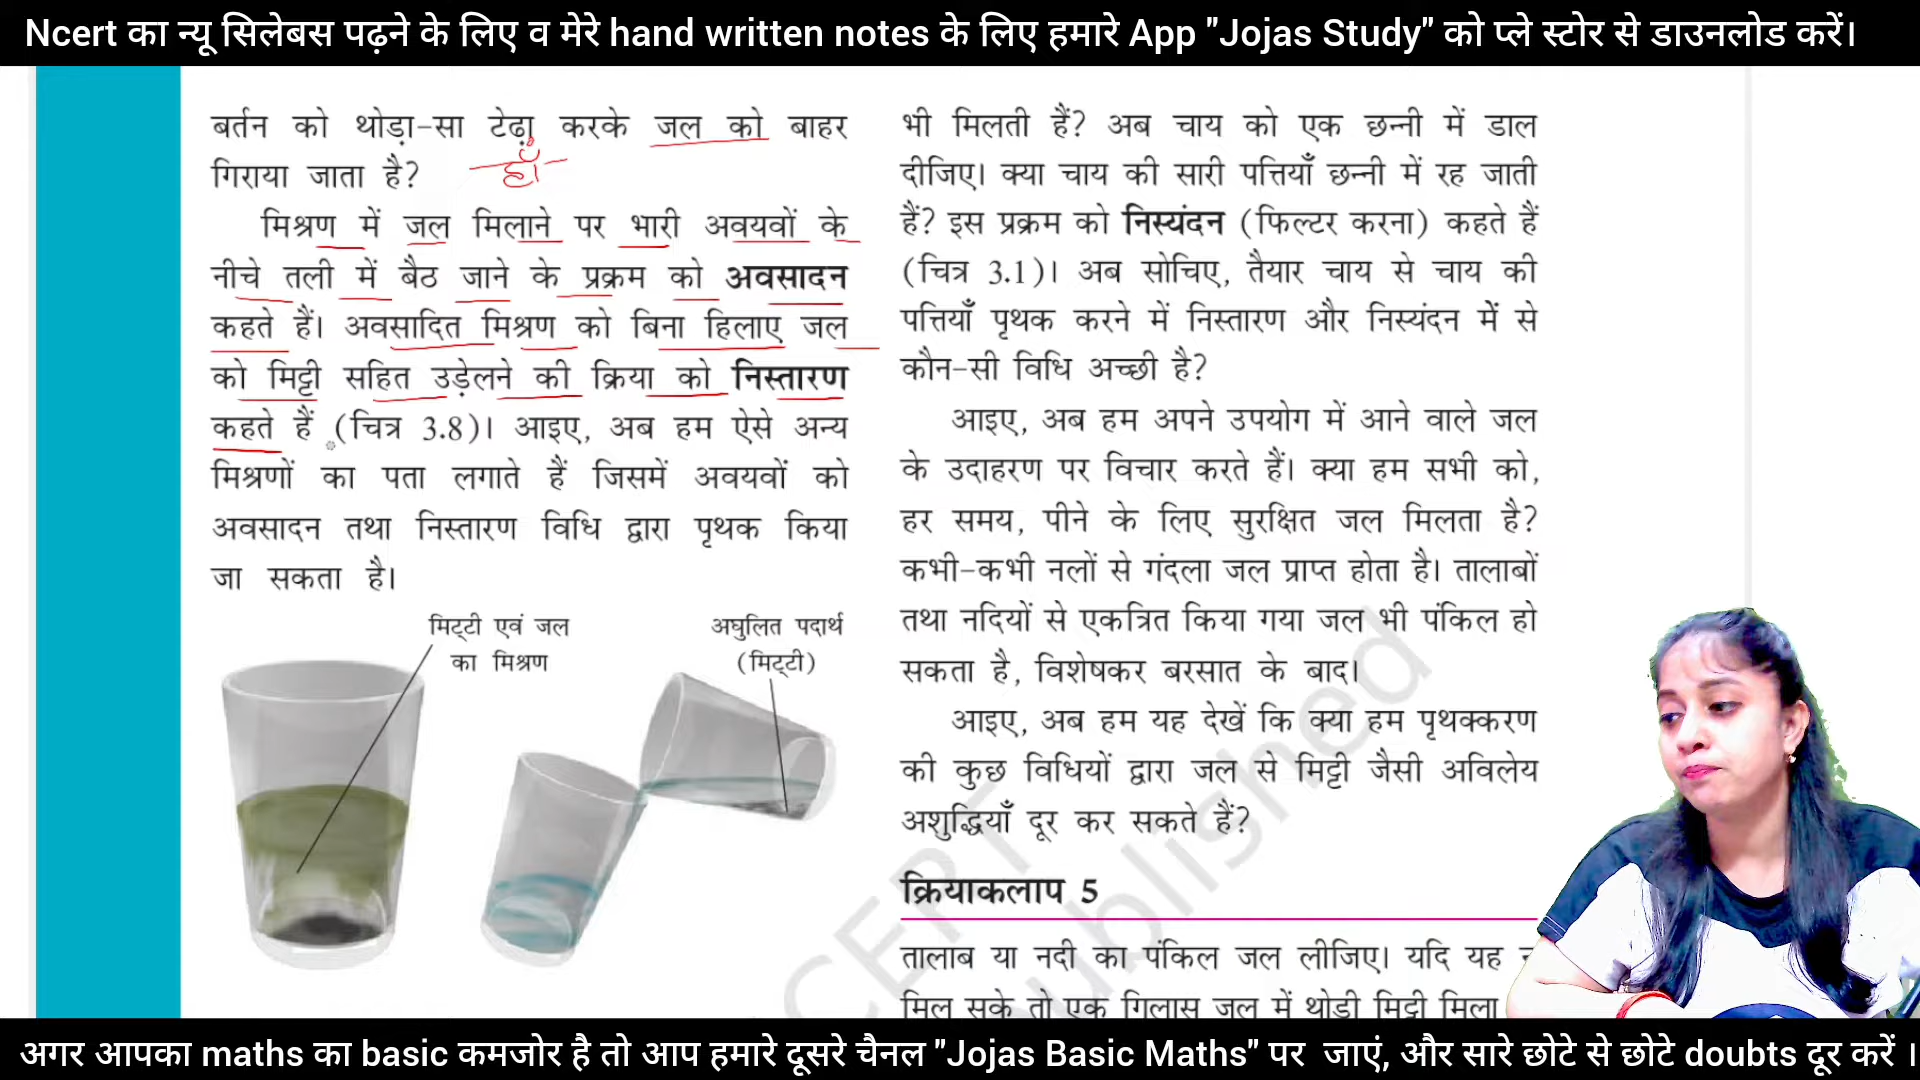 Ncert का न्यू सिलेबस पढ़ने के लिए व मेरे hand written notes के लिए हमारे App "Jojas Study" को प्ले स्टोर से डाउनलोड करें।
बर्तन को थोड़ा-सा टेढ़ा करके जल को बाहर
गिराया जाता है?
हाँ
मिश्रण में जल मिलाने पर भारी अवयवों के
नीचे तली में बैठ जाने के प्रक्रम को अवसादन
कहते हैं। अवसादित मिश्रण को बिना हिलाए जल
को मिट्टी सहित उड़ेलने की क्रिया को निस्तारण
कहते हैं (चित्र 3.8)। आइए, अब हम ऐसे अन्य
मिश्रणों का पता लगाते हैं जिसमें अवयवों को
अवसादन तथा निस्तारण विधि द्वारा पृथक किया
जा सकता है।
मिट्टी एवं जल
का मिश्रण
अघुलित पदार्थ
(मिट्टी)
भी मिलती हैं? अब चाय को एक छन्नी में डाल
दीजिए। क्या चाय की सारी पत्तियाँ छन्नी में रह जाती
हैं? इस प्रक्रम को निस्यंदन (फिल्टर करना) कहते हैं
(चित्र 3.1)। अब सोचिए, तैयार चाय से चाय की
पत्तियाँ पृथक करने में निस्तारण और निस्यंदन में से
कौन-सी विधि अच्छी है?
आइए, अब हम अपने उपयोग में आने वाले जल
के उदाहरण पर विचार करते हैं। क्या हम सभी को,
हर समय, पीने के लिए सुरक्षित जल मिलता है?
कभी-कभी नलों से गंदला जल प्राप्त होता है। तालाबों
तथा नदियों से एकत्रित किया गया जल भी पंकिल हो
सकता है, विशेषकर बरसात के बाद।
आइए, अब हम यह देखें कि क्या हम पृथक्करण
की कुछ विधियों द्वारा जल से मिट्टी जैसी अविलेय
अशुद्धियाँ दूर कर सकते हैं?
क्रियाकलाप 5
तालाब या नदी का पंकिल जल लीजिए। यदि यह
मिल सके तो एक गिलास जल में थोड़ी मिट्टी मिला
CERT
ublished
अगर आपका maths का basic कमजोर है तो आप हमारे दूसरे चैनल "Jojas Basic Maths" पर जाएं, और सारे छोटे से छोटे doubts दूर करें ।